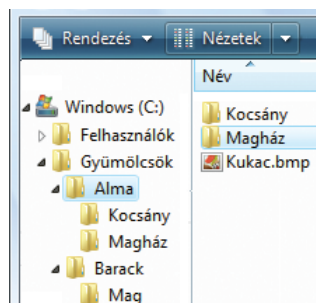 Rendezés Nézetek
Név
Windows (C:)
Felhasználók
Gyümölcsök
Alma
Kocsány
Magház
Barack
Mag
Kocsány
Magház
Kukac.bmp